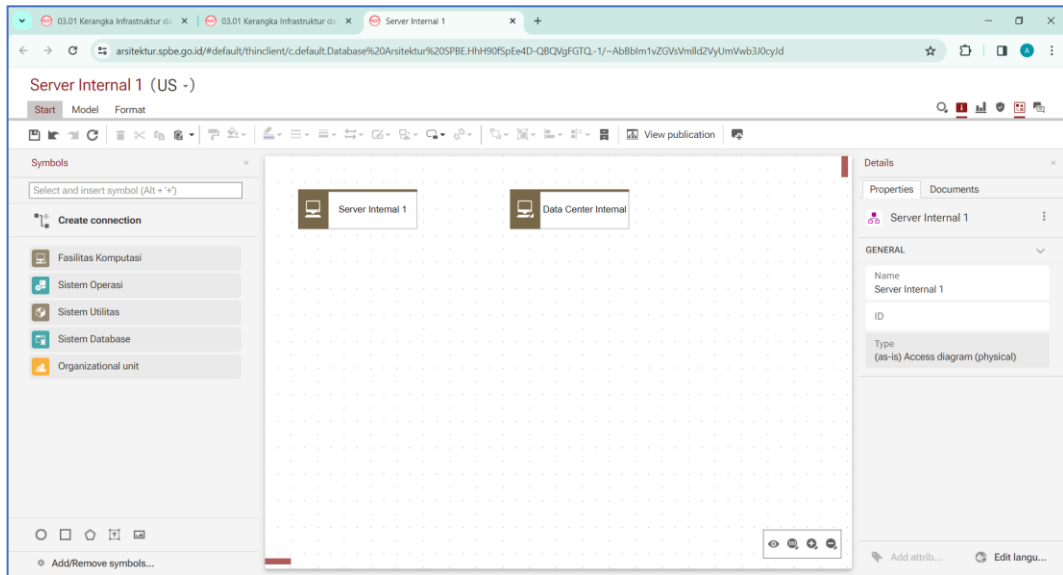 03.01 Kerangka Infrastruktur da
03.01 Kerangka Infrastruktur da
Server Internal 1
arsitektur.spbe.go.id/#default/thinclient/c.default.Database%20Arsitektur%20SPBE.HhH90fSpEe4D-QBQVgFGTQ.-1/~AbBbIm1vZGVsVmlld2VyUmVwb3J0cyJd
A
Server Internal 1 (US -)
Start Model Format
View publication
Symbols
Select and insert symbol (Alt + '+')
Create connection
Fasilitas Komputasi
Sistem Operasi
Sistem Utilitas
Sistem Database
Organizational unit
Add/Remove symbols...
Server Internal 1
Data Center Internal
Details
Properties Documents
Server Internal 1
GENERAL
Name
Server Internal 1
ID
Type
(as-is) Access diagram (physical)
Add attrib... Edit langu...